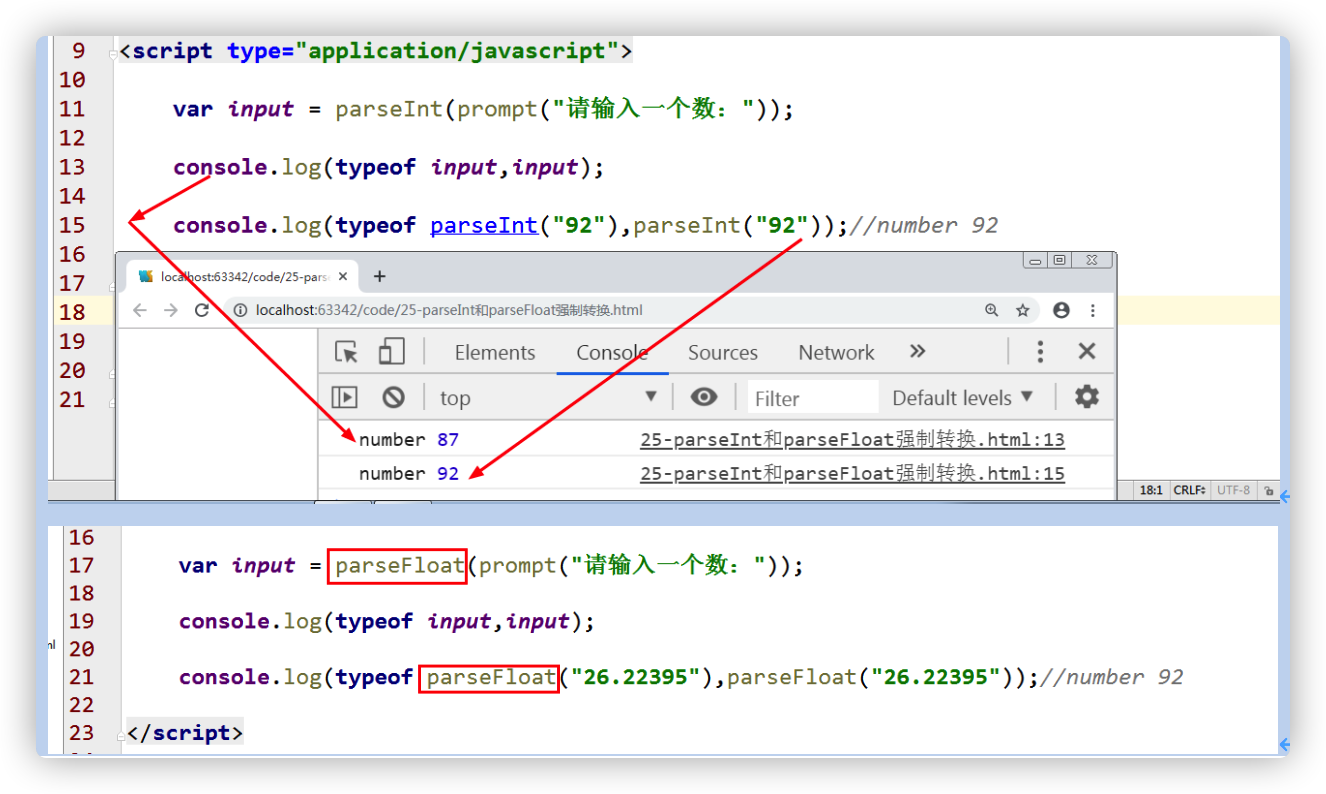 9 <script type="application/javascript">
10
11 var input = parseInt(prompt("请输入一个数："));
12
13 console.log(typeof input,input);
14
15 console.log(typeof parseInt("92"),parseInt("92"));//number 92
16
17
18
19
20
21
localhost:63342/code/25-parse
localhost:63342/code/25-parseInt和parseFloat强制转换.html
Elements Console Sources Network
top Filter Default levels
number 87 25-parseInt和parseFloat强制转换.html:13
number 92 25-parseInt和parseFloat强制转换.html:15
18:1 CRLF UTF-8
16
17 var input = parseFloat(prompt("请输入一个数："));
18
19 console.log(typeof input,input);
20
21 console.log(typeof parseFloat("26.22395"),parseFloat("26.22395"));//number 92
22
23 </script>